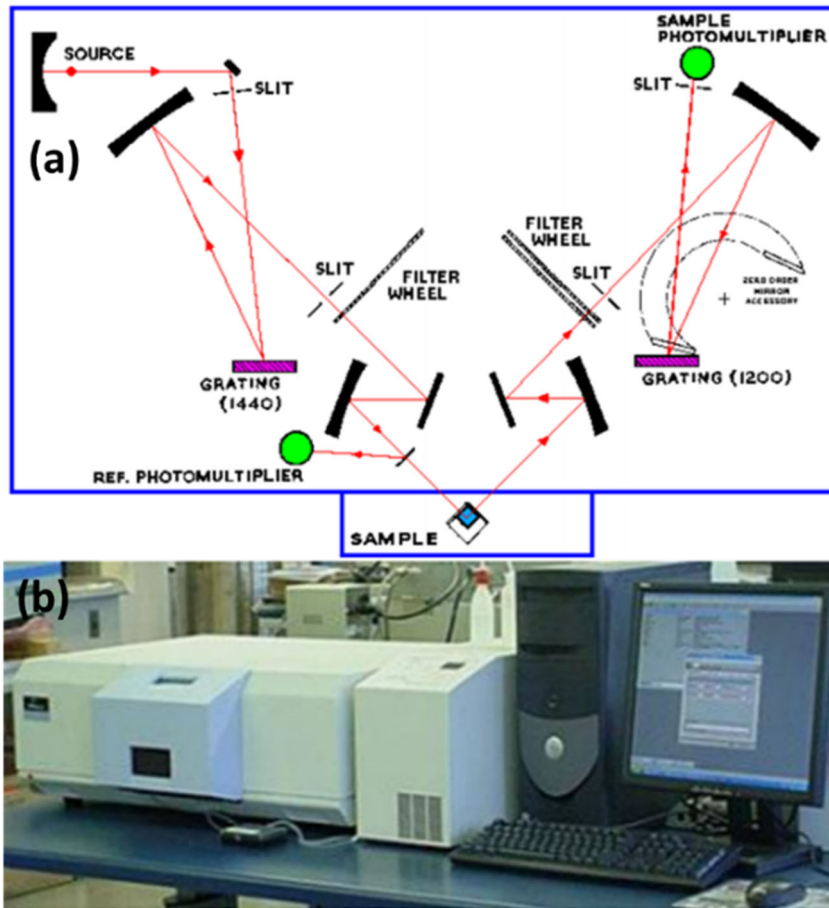 (a)
SOURCE
SLIT
SAMPLE
PHOTOMULTIPLIER
SLIT
SLIT
FILTER
WHEEL
FILTER
WHEEL
SLIT
ZERO ORDER
MIRROR
ACCESSORY
GRATING
(1440)
GRATING (1200)
REF. PHOTOMULTIPLIER
SAMPLE
(b)